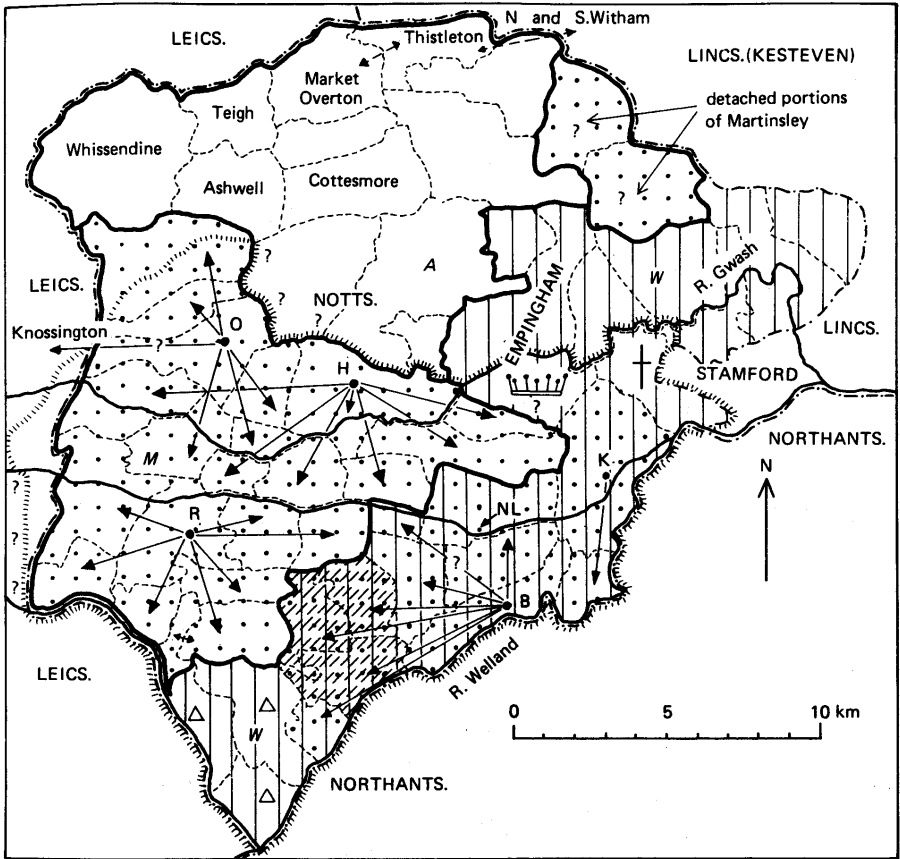 N and S.Witham
LEICS.
Thistleton
LINCS.(KESTEVEN)
Market
Overton
Teigh
detached portions
of Martinsley
?
Whissendine
Ashwell
Cottesmore
?
?
A
W
R. Gwash
LEICS.
?
NOTTS.
?
EMPINGHAM
Knossington
O
?
LINCS.
H
STAMFORD
?
NORTHANTS.
M
K
N
?
R
NL
?
?
B
R. Welland
LEICS.
0 5 10 km
W
NORTHANTS.